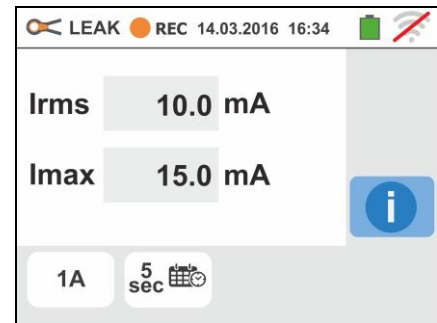 LEAK REC 14.03.2016 16:34
Irms 10.0 mA
Imax 15.0 mA
i
1A 5 sec